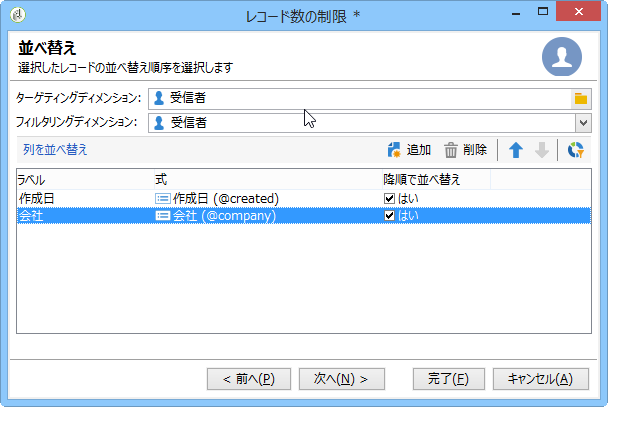 レコード数の制限 *
並べ替え
選択したレコードの並べ替え順序を選択します
ターゲティングディメンション: 受信者
フィルタリングディメンション: 受信者
列を並べ替え 追加 削除
ラベル 式 降順で並べ替え
作成日 作成日 (@created) はい
会社 会社 (@company) はい
< 前へ(P) 次へ(N) > 完了(F) キャンセル(A)